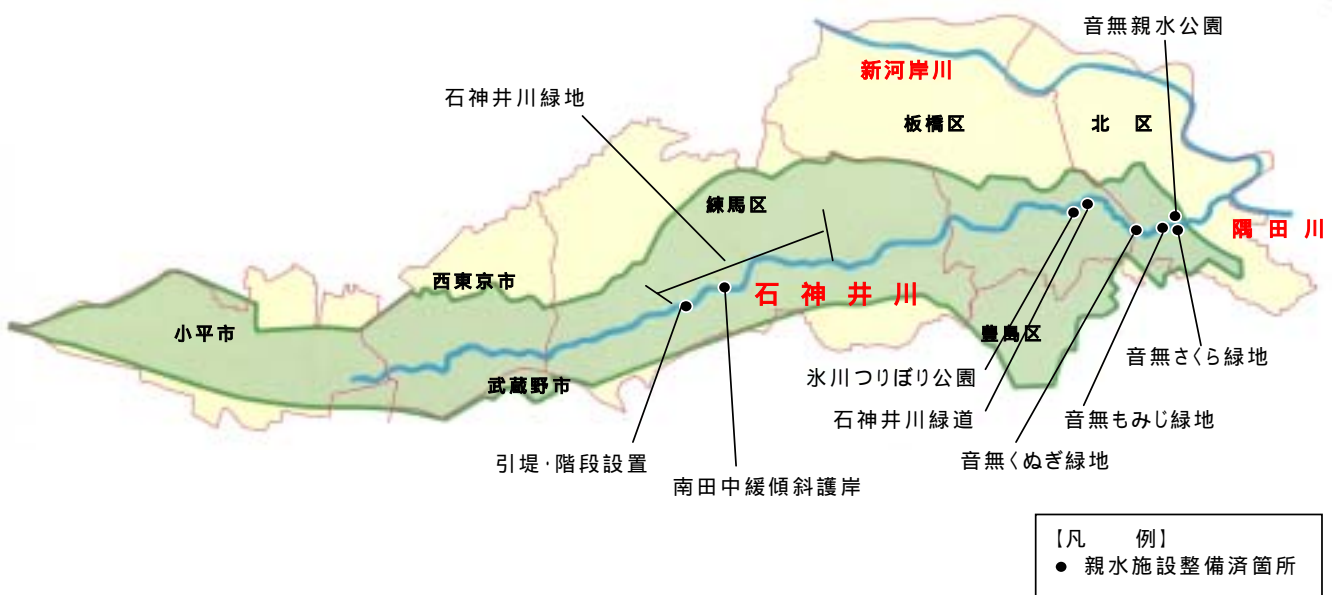 音無親水公園
新河岸川
石神井川緑地
板橋区
北 区
練馬区
隅田川
西東京市
石神井川
小平市
豊島区
音無さくら緑地
氷川つりぼり公園
武蔵野市
石神井川緑道
音無もみじ緑地
引堤・階段設置
音無くぬぎ緑地
南田中緩傾斜護岸
【凡 例】
● 親水施設整備済箇所